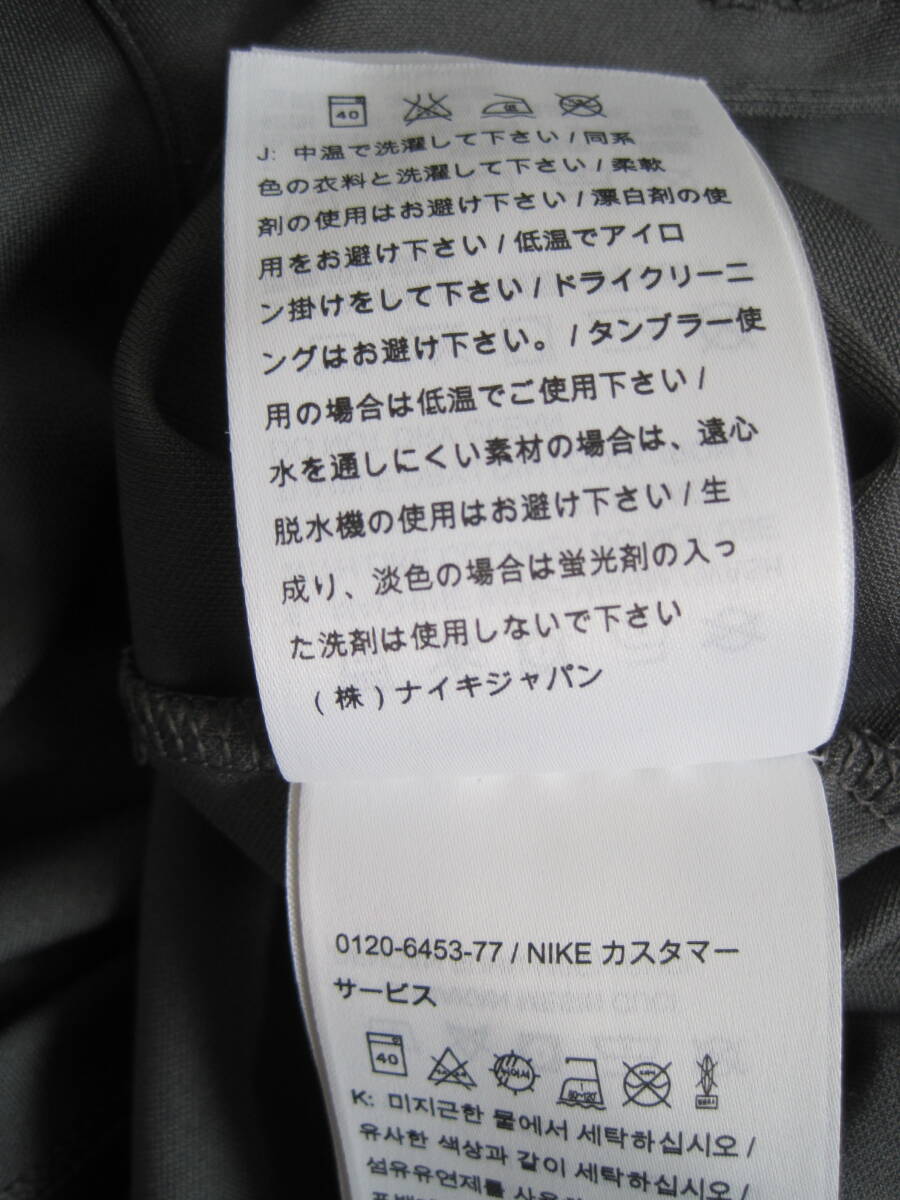 40
低
J: 中温で洗濯して下さい / 同系
色の衣料と洗濯して下さい / 柔軟
剤の使用はお避け下さい / 漂白剤の使
用をお避け下さい / 低温でアイロ
ン掛けをして下さい / ドライクリーニ
ングはお避け下さい。 / タンブラー使
用の場合は低温でご使用下さい /
水を通しにくい素材の場合は、遠心
脱水機の使用はお避け下さい / 生
成り、淡色の場合は蛍光剤の入っ
た洗剤は使用しないで下さい
(株)ナイキジャパン
0120-6453-77 / NIKE カスタマー
サービス
40
80~120
K: 미지근한 물에서 세탁하십시오 /
유사한 색상과 같이 세탁하십시오 /
섬유유연제를